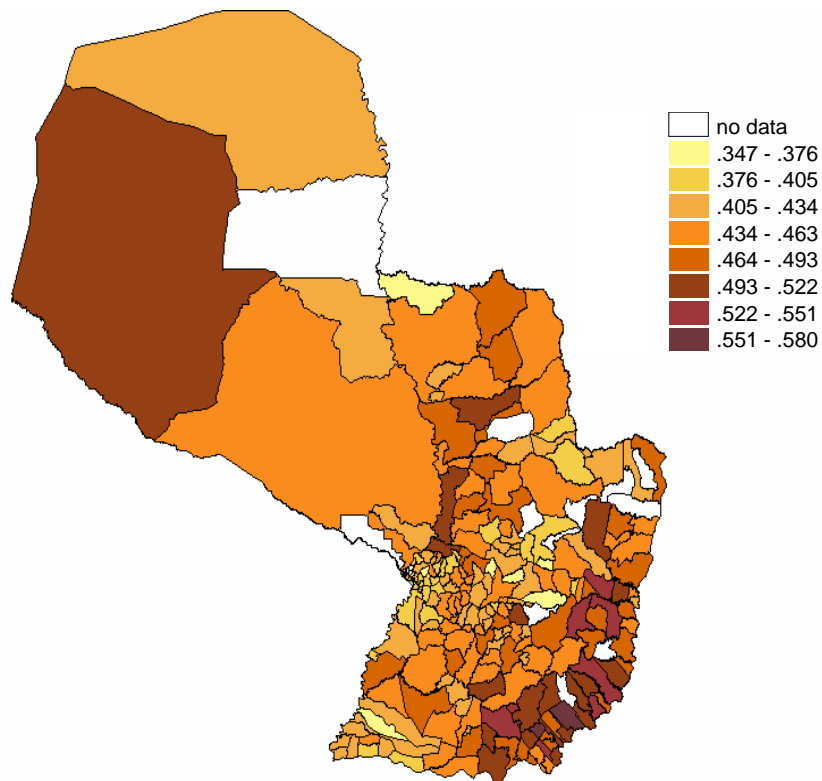 no data
.347 - .376
.376 - .405
.405 - .434
.434 - .463
.464 - .493
.493 - .522
.522 - .551
.551 - .580